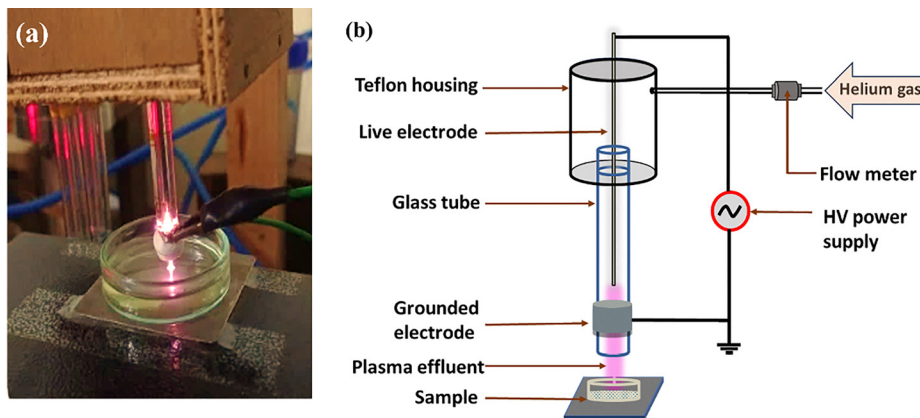 (a)
(b)
Teflon housing
Helium gas
Live electrode
Flow meter
Glass tube
HV power
supply
Grounded
electrode
Plasma effluent
Sample